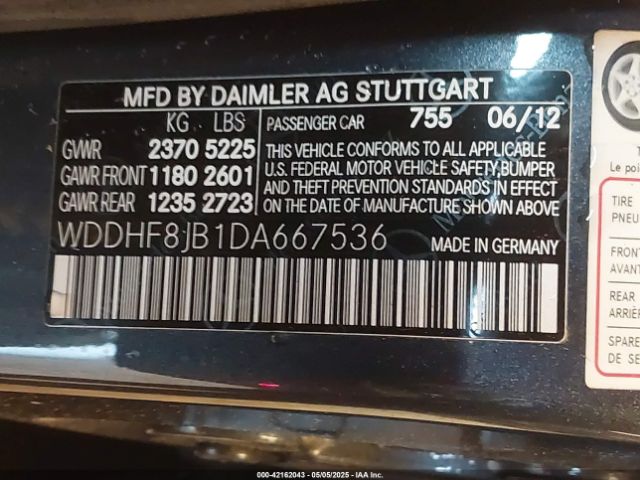 MFD BY DAIMLER AG STUTTGART
KG LBS
GVWR 2370 5225
GAWR FRONT 1180 2601
GAWR REAR 1235 2723
PASSENGER CAR 755 06/12
THIS VEHICLE CONFORMS TO ALL APPLICABLE
U.S. FEDERAL MOTOR VEHICLE SAFETY,BUMPER
AND THEFT PREVENTION STANDARDS IN EFFECT
ON THE DATE OF MANUFACTURE SHOWN ABOVE
WDDHF8JB1DA667536 MADE IN GERMANY
Le poi
TIRE
PNEU
FRONT
AVANT
REAR
ARRIÈR
SPARE
DE SE
000-42162043 - 05/05/2025 - IAA Inc.